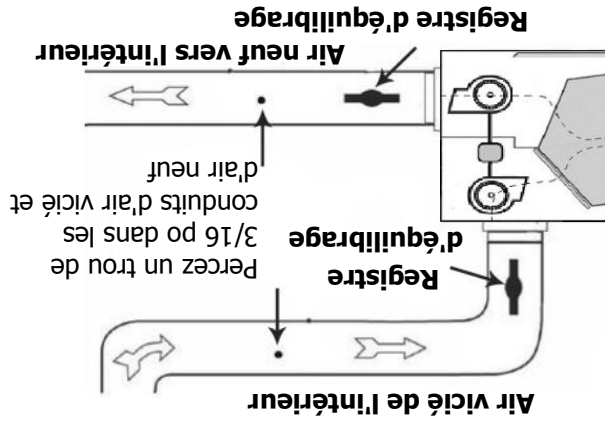 Air vicié de l'intérieur
Registre
d'équilibrage
Percez un trou de
3/16 po dans les
conduits d'air vicié et
d'air neuf
Air neuf vers l'intérieur
Registre d'équilibrage